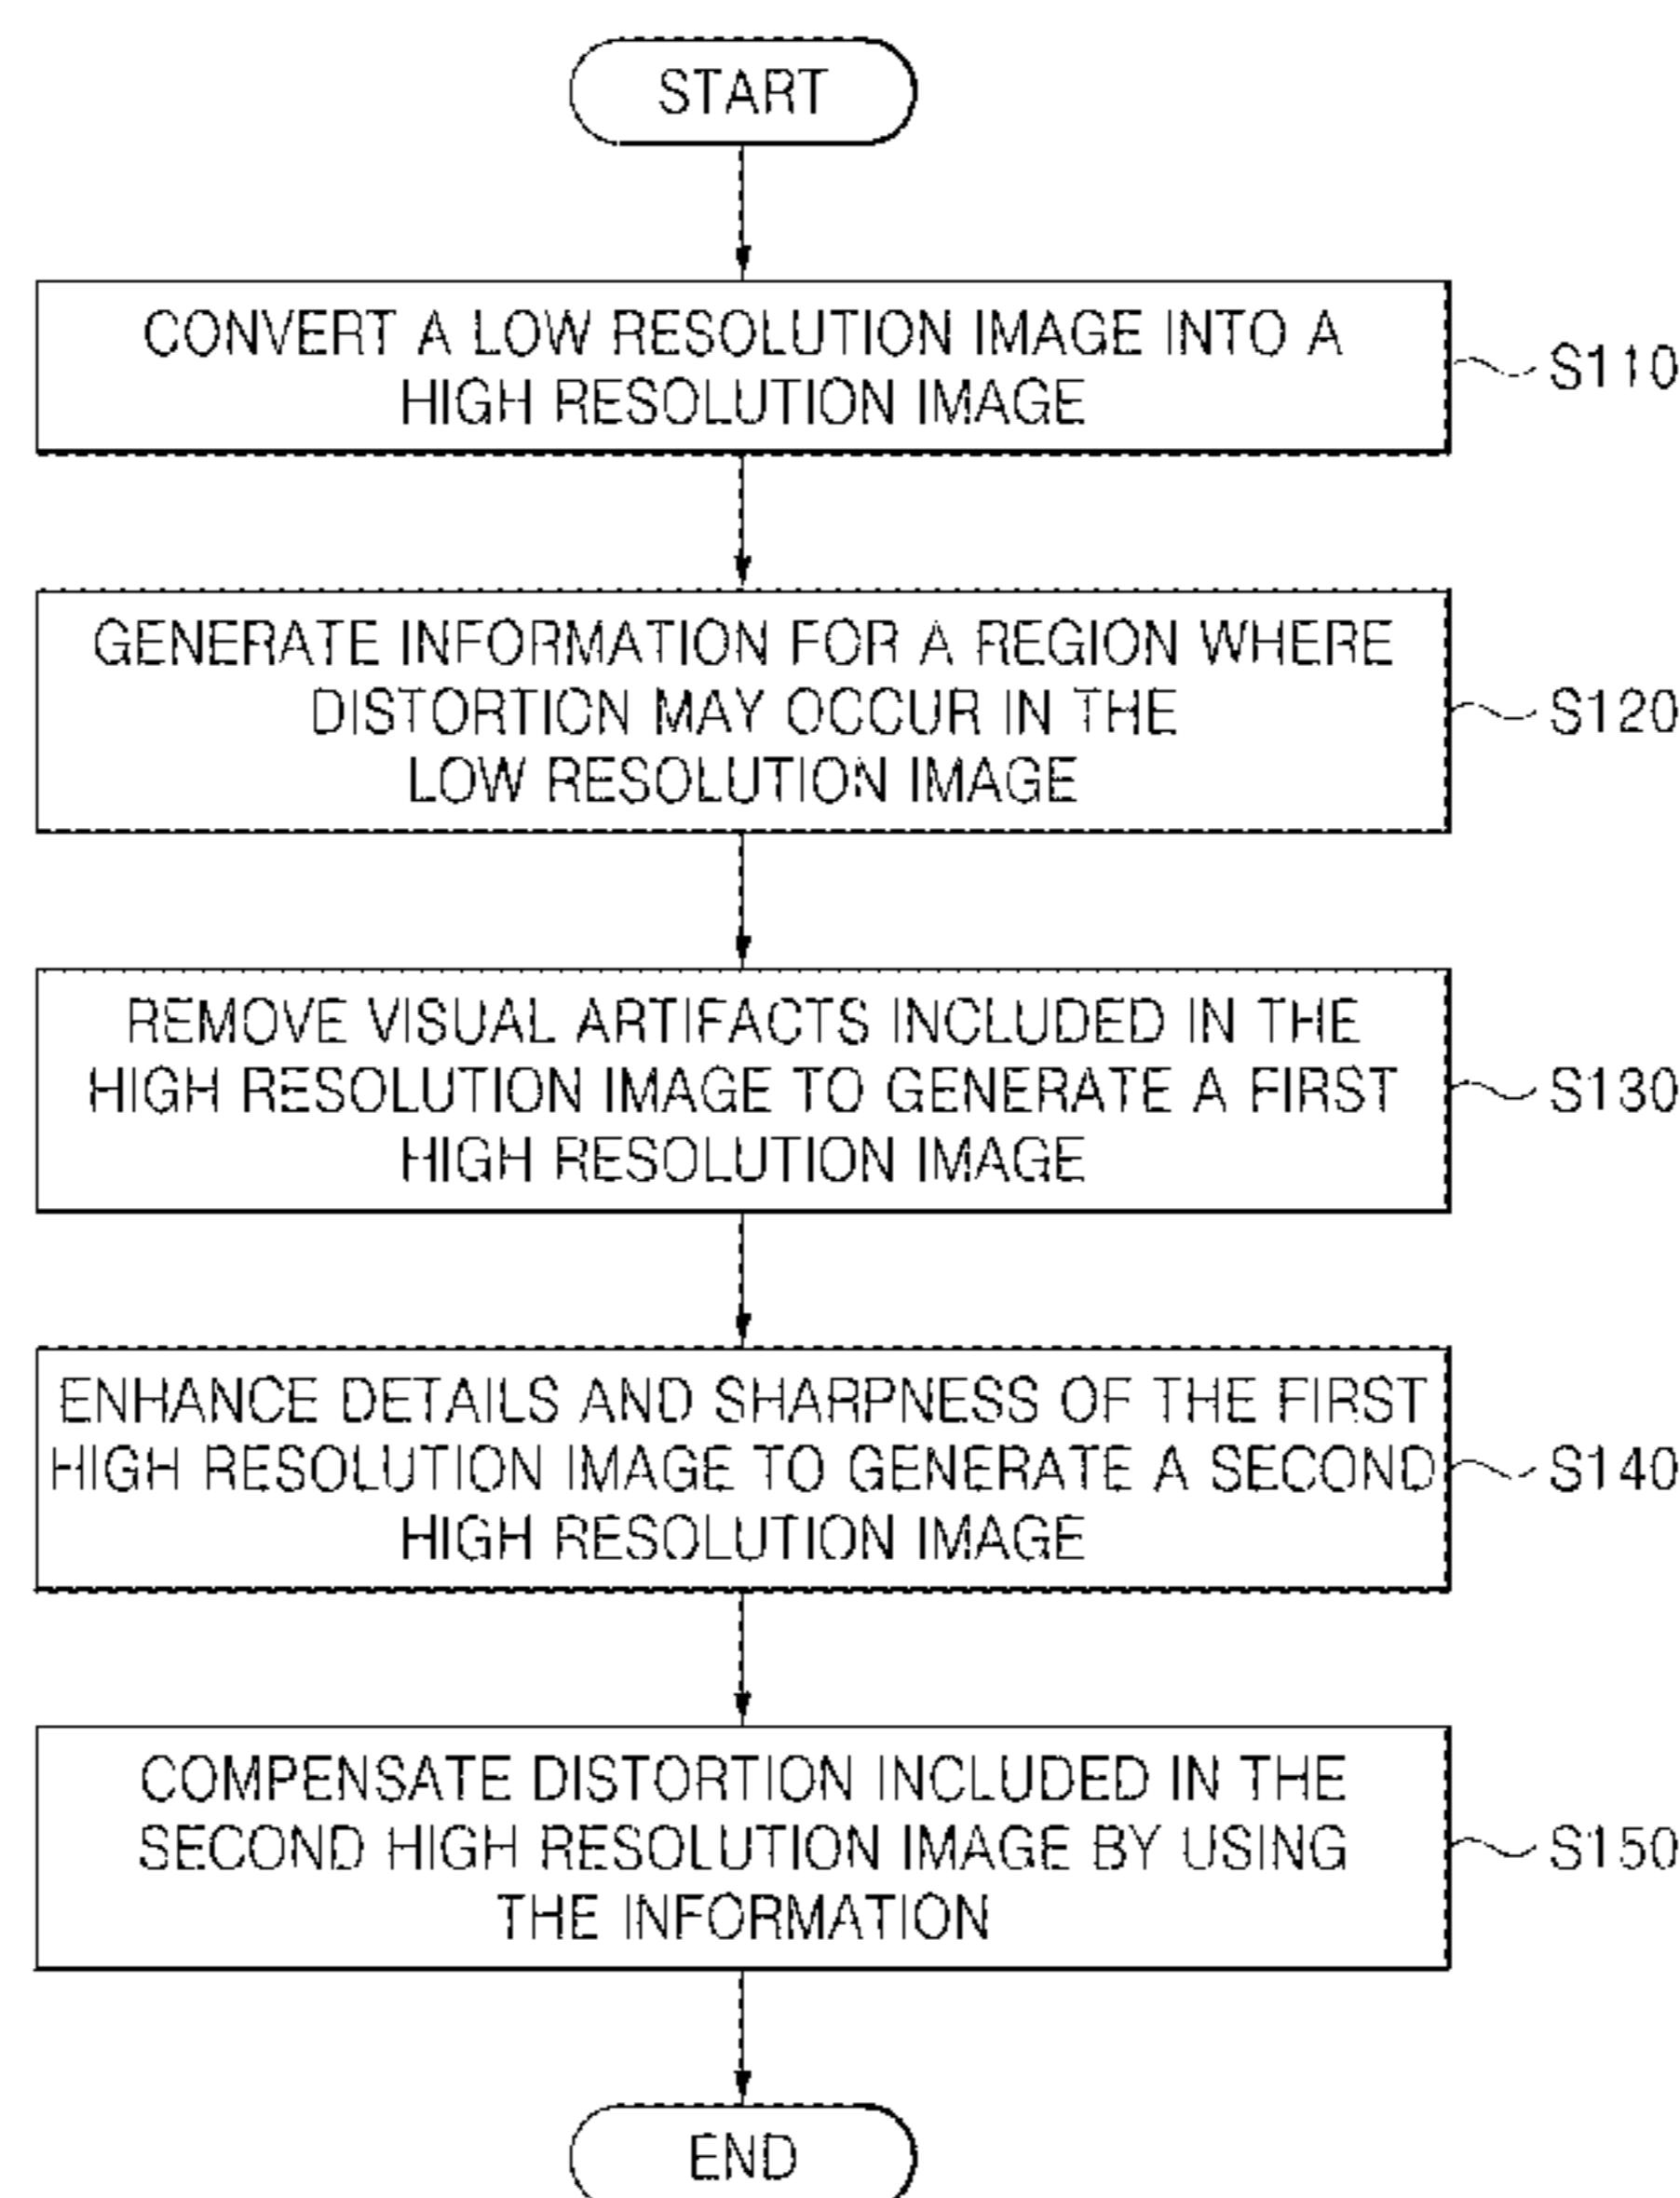 START
CONVERT A LOW RESOLUTION IMAGE INTO A
HIGH RESOLUTION IMAGE
S110
GENERATE INFORMATION FOR A REGION WHERE
DISTORTION MAY OCCUR IN THE
LOW RESOLUTION IMAGE
S120
REMOVE VISUAL ARTIFACTS INCLUDED IN THE
HIGH RESOLUTION IMAGE TO GENERATE A FIRST
HIGH RESOLUTION IMAGE
S130
ENHANCE DETAILS AND SHARPNESS OF THE FIRST
HIGH RESOLUTION IMAGE TO GENERATE A SECOND
HIGH RESOLUTION IMAGE
S140
COMPENSATE DISTORTION INCLUDED IN THE
SECOND HIGH RESOLUTION IMAGE BY USING
THE INFORMATION
S150
END